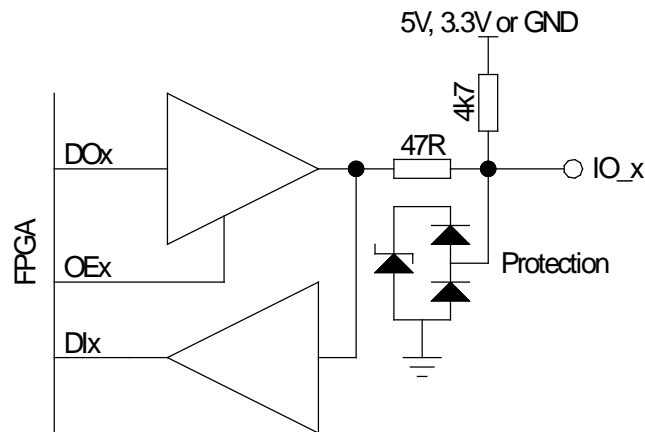 5V, 3.3V or GND
4k7
47R
DOx
IO_x
FPGA
OEx
Protection
DIx